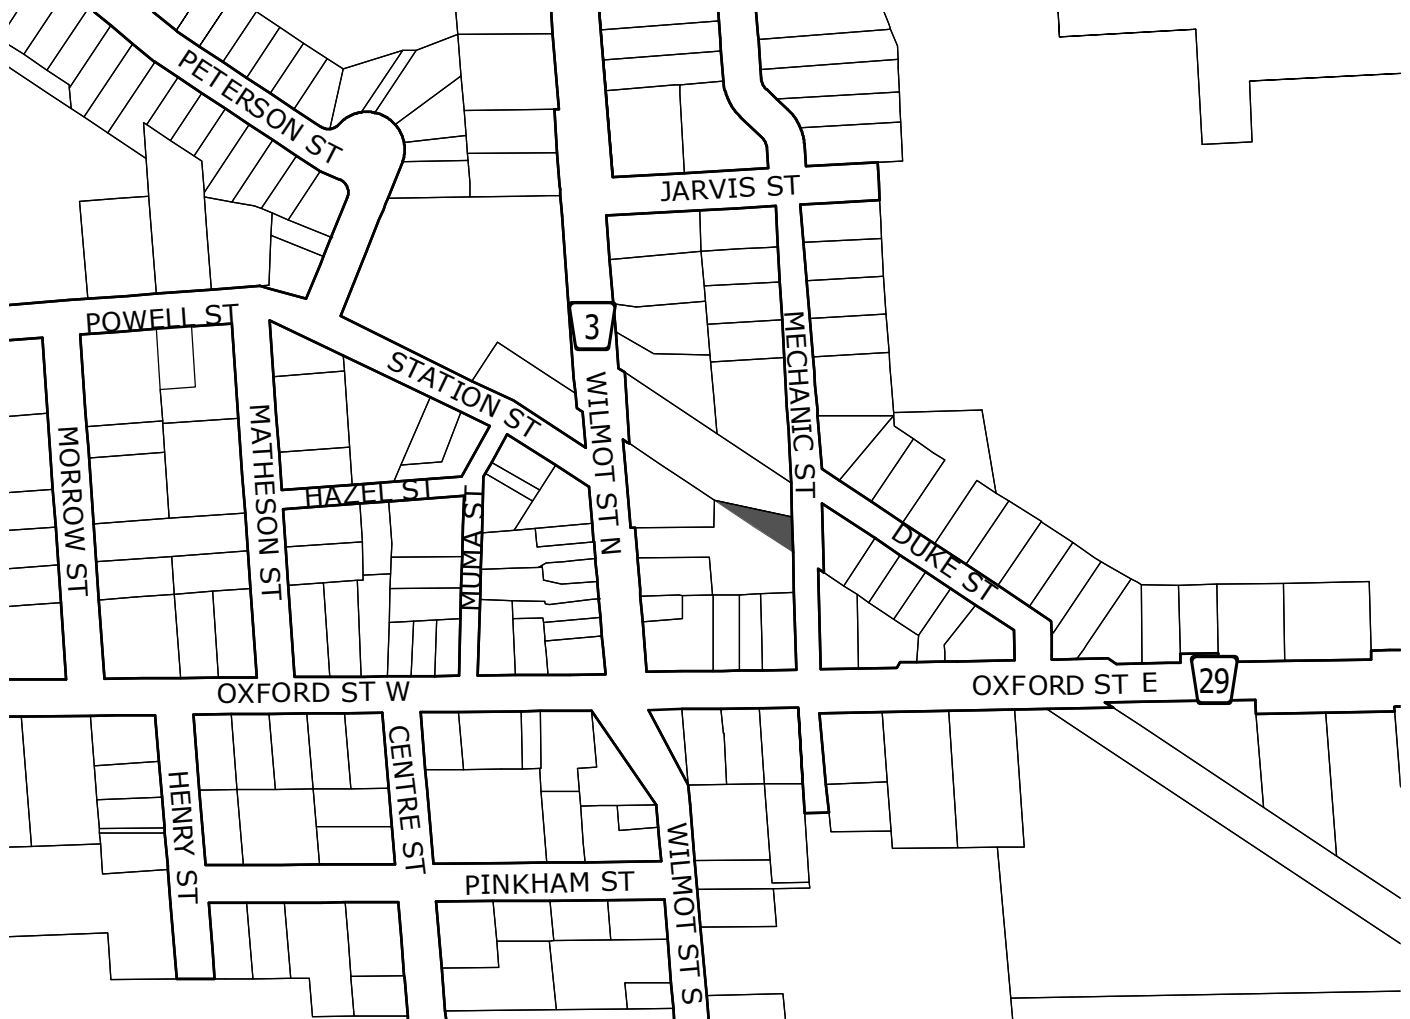 PETERSON ST
JARVIS ST
POWELL ST
3
STATION ST
MECHANIC ST
WILMOT ST N
MATHESON ST
MORROW ST
HAZEL ST
MUMA ST
DUKE ST
OXFORD ST W
OXFORD ST E
29
CENTRE ST
HENRY ST
WILMOT ST S
PINKHAM ST